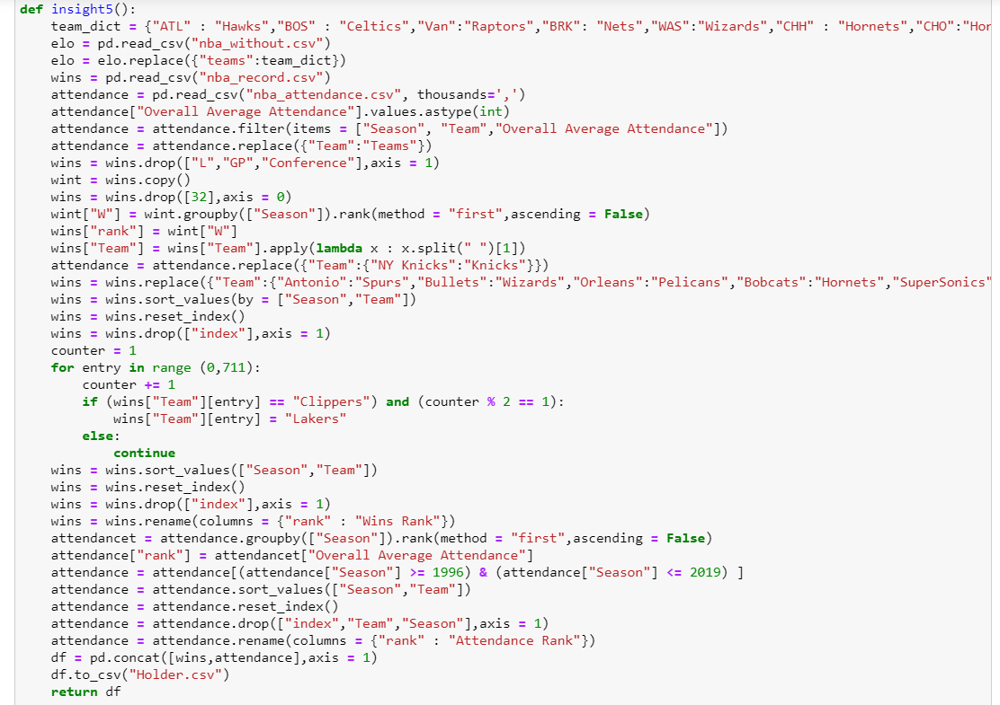 def insight5():
    team_dict = {"ATL" : "Hawks","BOS" : "Celtics","Van":"Raptors","BRK": "Nets","WAS":"Wizards","CHH" : "Hornets","CHO":"Hor
    elo = pd.read_csv("nba_without.csv")
    elo = elo.replace({"teams":team_dict})
    wins = pd.read_csv("nba_record.csv")
    attendance = pd.read_csv("nba_attendance.csv", thousands=',')
    attendance["Overall Average Attendance"].values.astype(int)
    attendance = attendance.filter(items = ["Season", "Team","Overall Average Attendance"])
    attendance = attendance.replace({"Team":"Teams"})
    wins = wins.drop(["L","GP","Conference"],axis = 1)
    wint = wins.copy()
    wins = wins.drop([32],axis = 0)
    wint["W"] = wint.groupby(["Season"]).rank(method = "first",ascending = False)
    wins["rank"] = wint["W"]
    wins["Team"] = wins["Team"].apply(lambda x : x.split(" ")[1])
    attendance = attendance.replace({"Team":{"NY Knicks":"Knicks"}})
    wins = wins.replace({"Team":{"Antonio":"Spurs","Bullets":"Wizards","Orleans":"Pelicans","Bobcats":"Hornets","SuperSonics"
    wins = wins.sort_values(by = ["Season","Team"])
    wins = wins.reset_index()
    wins = wins.drop(["index"],axis = 1)
    counter = 1
    for entry in range (0,711):
        counter += 1
        if (wins["Team"][entry] == "Clippers") and (counter % 2 == 1):
            wins["Team"][entry] = "Lakers"
        else:
            continue
    wins = wins.sort_values(["Season","Team"])
    wins = wins.reset_index()
    wins = wins.drop(["index"],axis = 1)
    wins = wins.rename(columns = {"rank" : "Wins Rank"})
    attendancet = attendance.groupby(["Season"]).rank(method = "first",ascending = False)
    attendance["rank"] = attendancet["Overall Average Attendance"]
    attendance = attendance[(attendance["Season"] >= 1996) & (attendance["Season"] <= 2019) ]
    attendance = attendance.sort_values(["Season","Team"])
    attendance = attendance.reset_index()
    attendance = attendance.drop(["index","Team","Season"],axis = 1)
    attendance = attendance.rename(columns = {"rank" : "Attendance Rank"})
    df = pd.concat([wins,attendance],axis = 1)
    df.to_csv("Holder.csv")
    return df